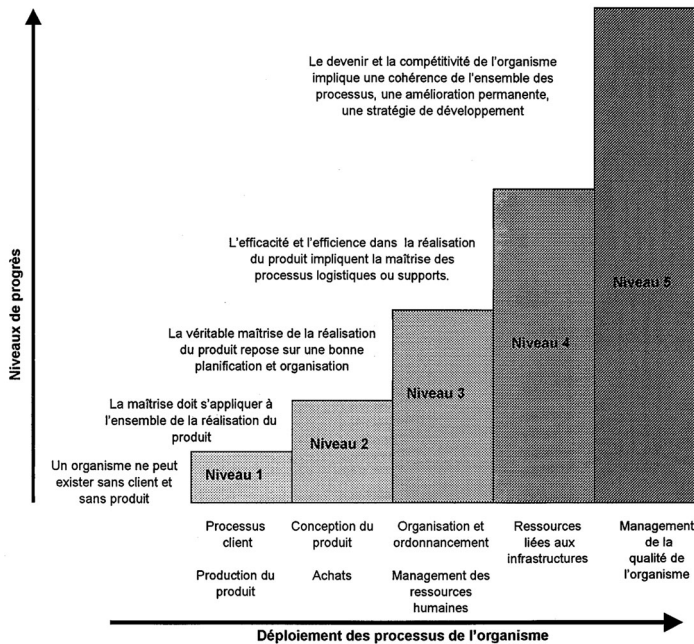 Le devenir et la compétitivité de l'organisme
implique une cohérence de l'ensemble des
processus, une amélioration permanente,
une stratégie de développement
L'efficacité et l'efficience dans la réalisation
du produit impliquent la maîtrise des
processus logistiques ou supports.
La véritable maîtrise de la réalisation
du produit repose sur une bonne
planification et organisation
La maîtrise doit s'appliquer à
l'ensemble de la réalisation du
produit
Un organisme ne peut
exister sans client et
sans produit
Niveaux de progrès
Niveau 1
Niveau 2
Niveau 3
Niveau 4
Niveau 5
Processus
client
Production du
produit
Conception du
produit
Achats
Organisation et
ordonnancement
Management des
ressources
humaines
Ressources
liées aux
infrastructures
Management
de la
qualité de
l'organisme
Déploiement des processus de l'organisme